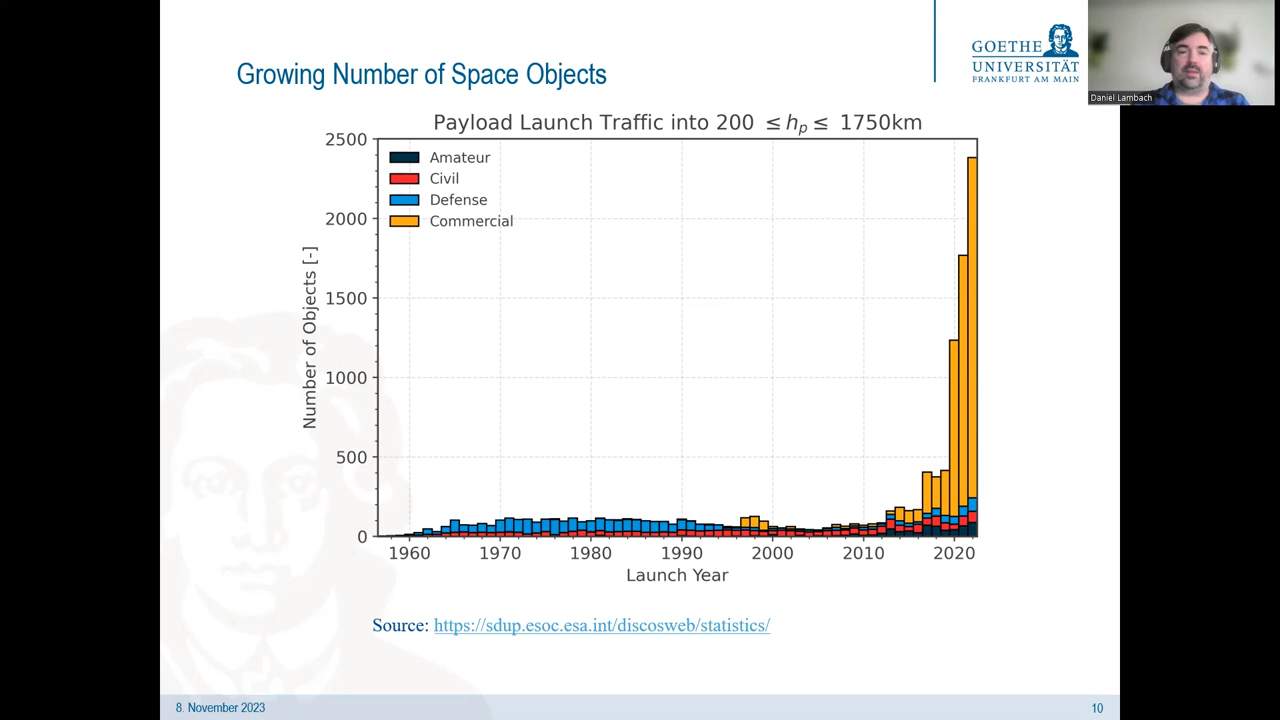 Growing Number of Space Objects
GOETHE
UNIVERSITÄT
FRANKFURT AM MAIN
Daniel Lambach
Payload Launch Traffic into 200 ≤ hp ≤ 1750km
Amateur
Civil
Defense
Commercial
Number of Objects [-]
2500
2000
1500
1000
500
0
1960 1970 1980 1990 2000 2010 2020
Launch Year
Source: https://sdup.esoc.esa.int/discosweb/statistics/
8. November 2023
10